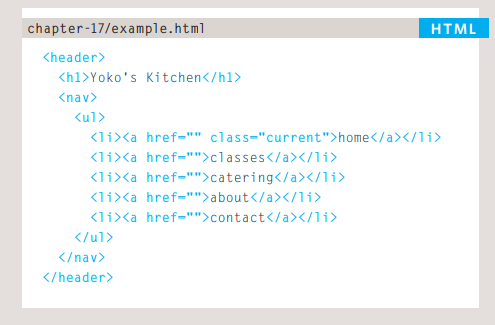 chapter-17/example.html HTML
<header>
<h1>Yoko's Kitchen</h1>
<nav>
<ul>
<li><a href="" class="current">home</a></li>
<li><a href="">classes</a></li>
<li><a href="">catering</a></li>
<li><a href="">about</a></li>
<li><a href="">contact</a></li>
</ul>
</nav>
</header>